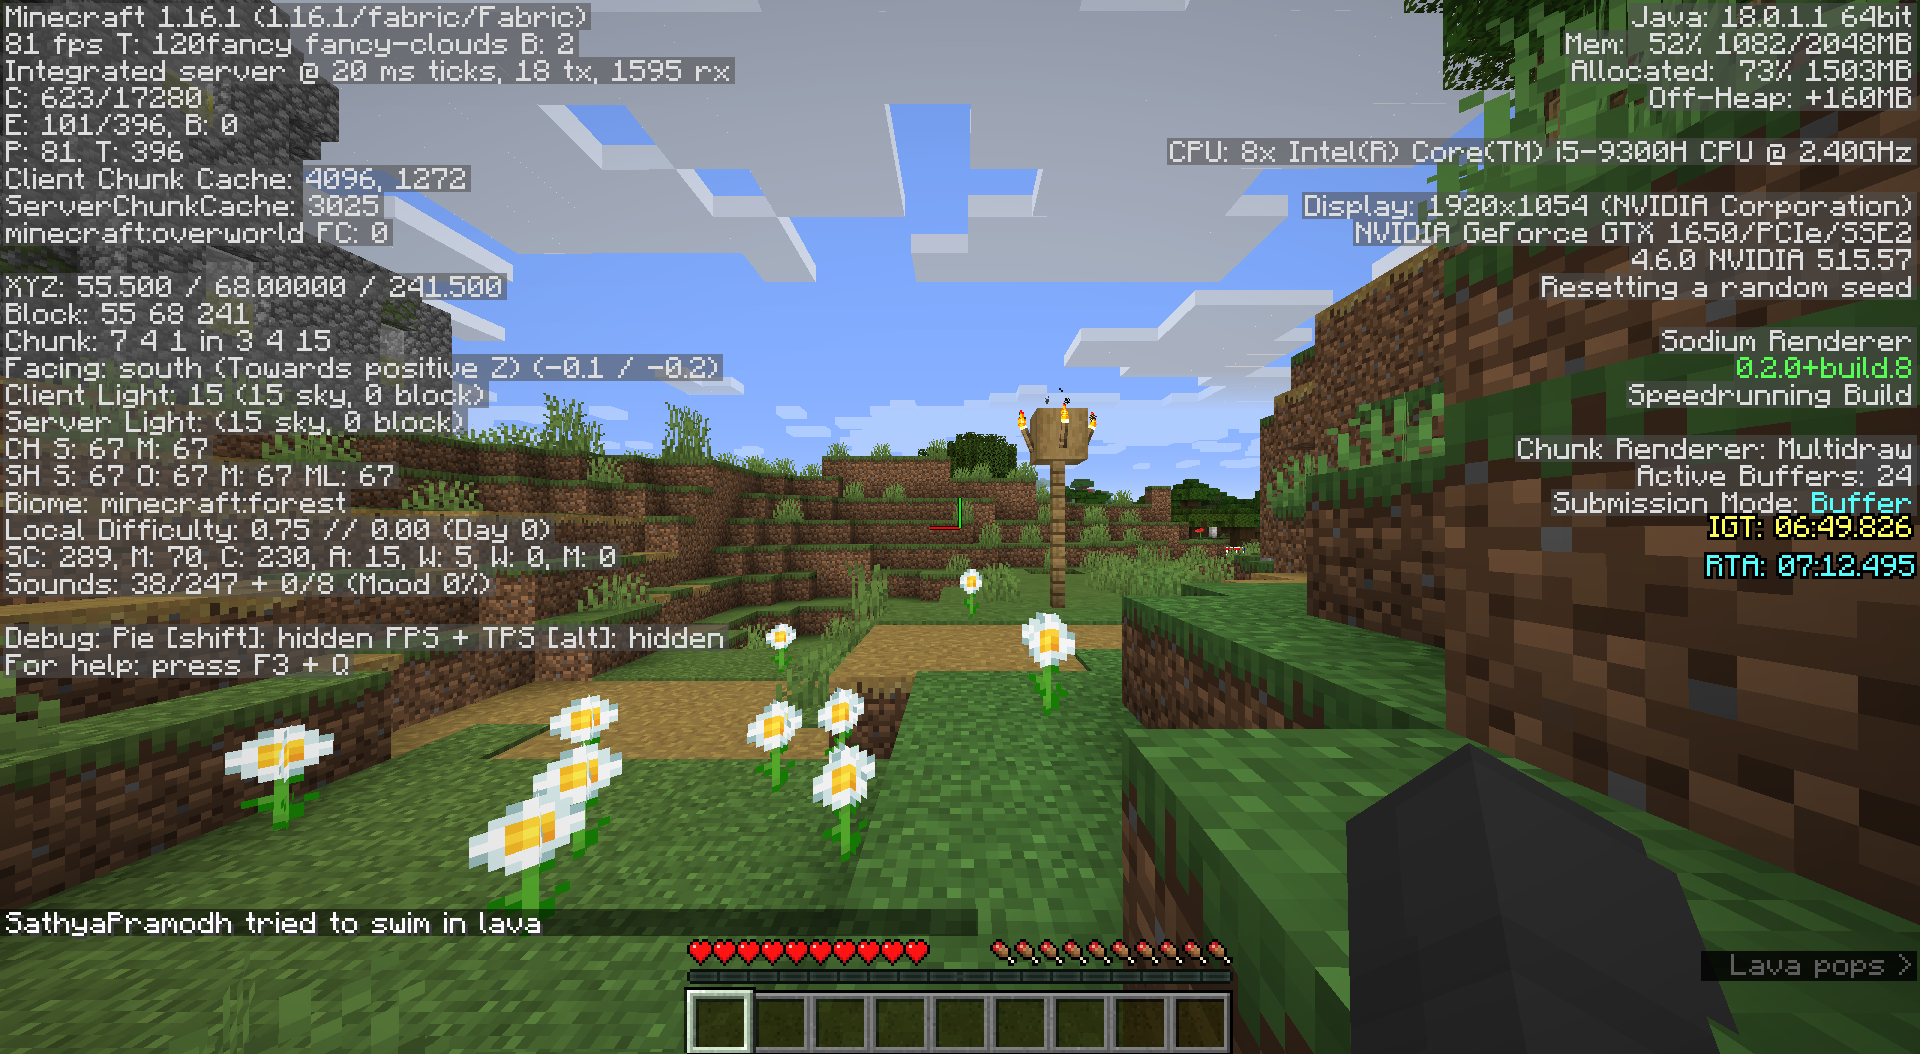 Minecraft 1.16.1 (1.16.1/fabric/Fabric)
81 fps T: 120fancy fancy-clouds B: 2
Integrated server @ 20 ms ticks, 18 tx, 1595 rx
C: 623/17280
E: 101/396, B: 0
P: 81. T: 396
Client Chunk Cache: 4096, 1272
ServerChunkCache: 3025
minecraft:overworld FC: 0
XYZ: 55.500 / 68.00000 / 241.500
Block: 55 68 241
Chunk: 7 4 1 in 3 4 15
Facing: south (Towards positive Z) (-0.1 / -0.2)
Client Light: 15 (15 sky, 0 block)
Server Light: (15 sky, 0 block)
CH S: 67 M: 67
SH S: 67 O: 67 M: 67 ML: 67
Biome: minecraft:forest
Local Difficulty: 0.75 // 0.00 (Day 0)
SC: 289, M: 70, C: 230, A: 15, W: 5, W: 0, M: 0
Sounds: 38/247 + 0/8 (Mood 0%)
Debug: Pie [shift]: hidden FPS + TPS [alt]: hidden
For help: press F3 + Q
Java: 18.0.1.1 64bit
Mem: 52% 1082/2048MB
Allocated: 73% 1503MB
Off-Heap: +160MB
CPU: 8x Intel(R) Core(TM) i5-9300H CPU @ 2.40GHz
Display: 1920x1054 (NVIDIA Corporation)
NVIDIA GeForce GTX 1650/PCIe/SSE2
4.6.0 NVIDIA 515.57
Resetting a random seed
Sodium Renderer
0.2.0+build.8
Speedrunning Build
Chunk Renderer: Multidraw
Active Buffers: 24
Submission Mode: Buffer
IGT: 06:49.826
RTA: 07:12.495
SathyaPramodh tried to swim in lava
Lava pops >